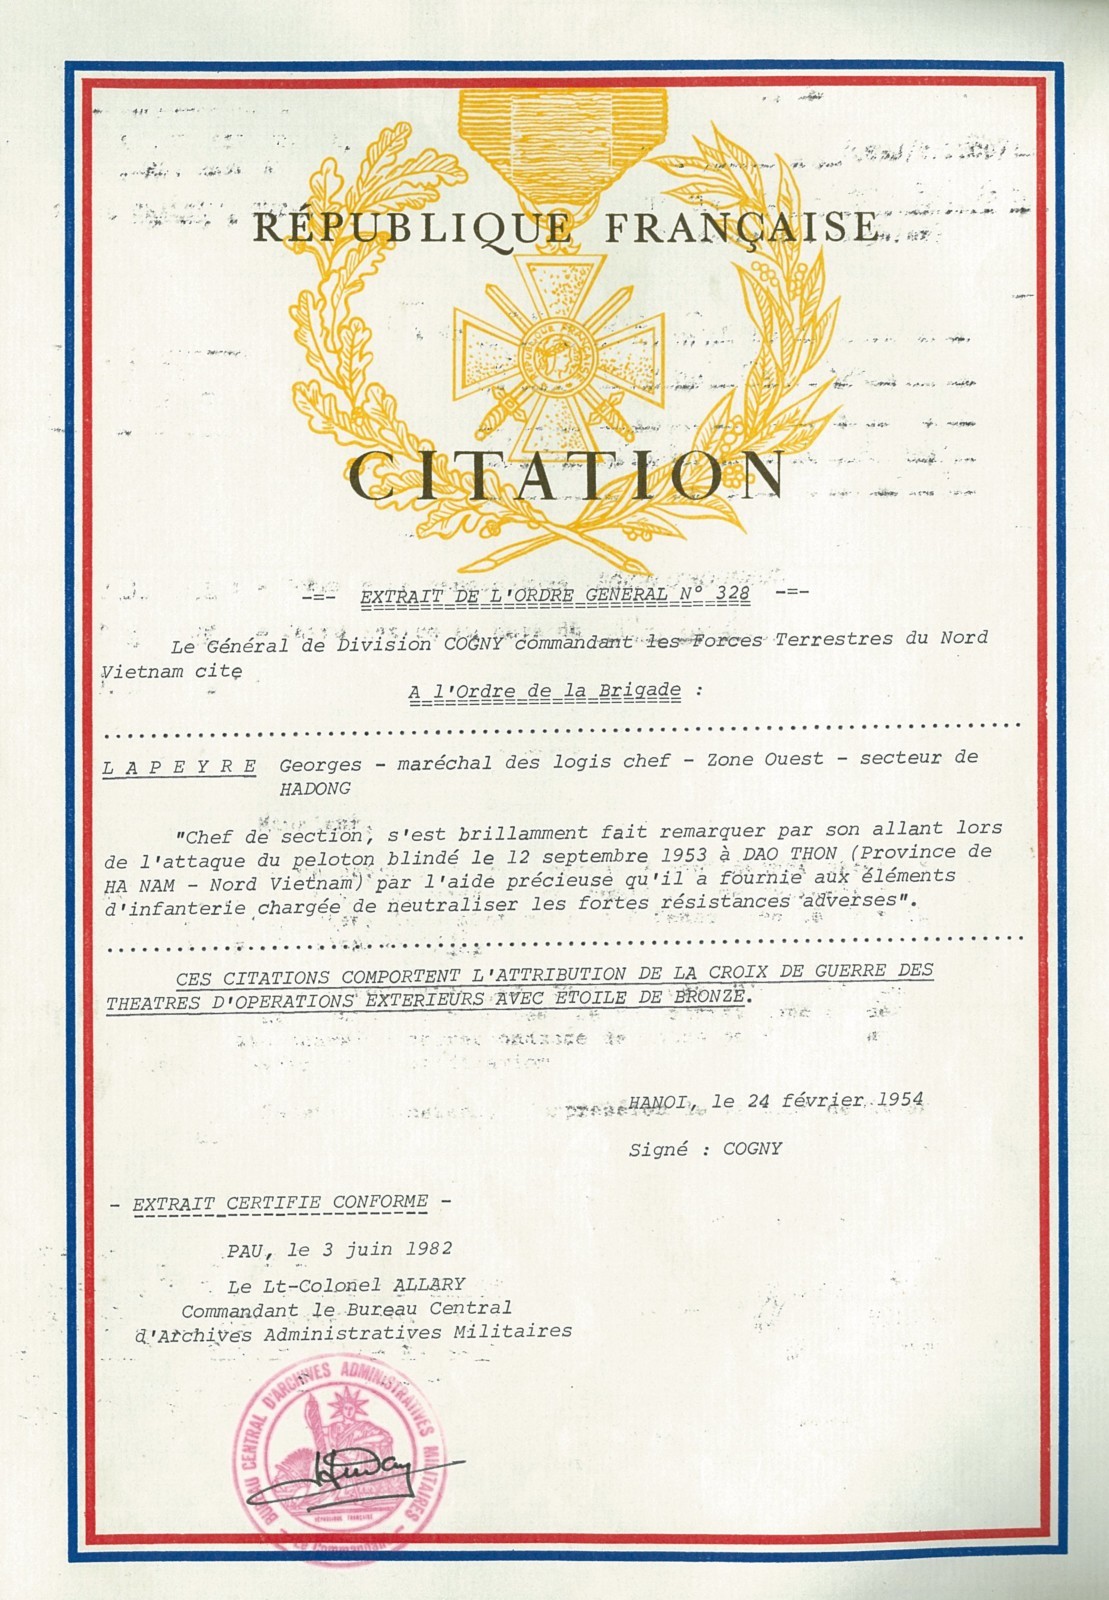 RÉPUBLIQUE FRANÇAISE
CITATION
-=- EXTRAIT DE L'ORDRE GENERAL N° 328 -=-
Le Général de Division COGNY commandant les Forces Terrestres du Nord
Vietnam cite
A l'Ordre de la Brigade :
LAPEYRE Georges - maréchal des logis chef - Zone Ouest - secteur de
HADONG
"Chef de section, s'est brillamment fait remarquer par son allant lors
de l'attaque du peloton blindé le 12 septembre 1953 à DAO THON (Province de
HA NAM - Nord Vietnam) par l'aide précieuse qu'il a fournie aux éléments
d'infanterie chargée de neutraliser les fortes résistances adverses".
CES CITATIONS COMPORTENT L'ATTRIBUTION DE LA CROIX DE GUERRE DES
THEATRES D'OPERATIONS EXTERIEURS AVEC ETOILE DE BRONZE.
HANOI, le 24 février 1954
Signé : COGNY
- EXTRAIT CERTIFIE CONFORME -
PAU, le 3 juin 1982
Le Lt-Colonel ALLARY
Commandant le Bureau Central
d'Archives Administratives Militaires
BUREAU CENTRAL D'ARCHIVES ADMINISTRATIVES MILITAIRES
RÉPUBLIQUE FRANÇAISE